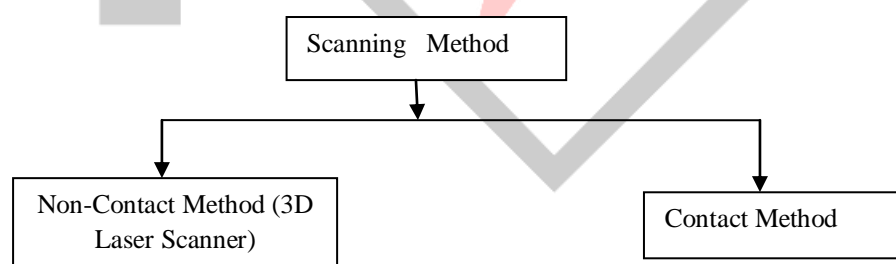 Scanning Method
Non-Contact Method (3D
Laser Scanner)
Contact Method